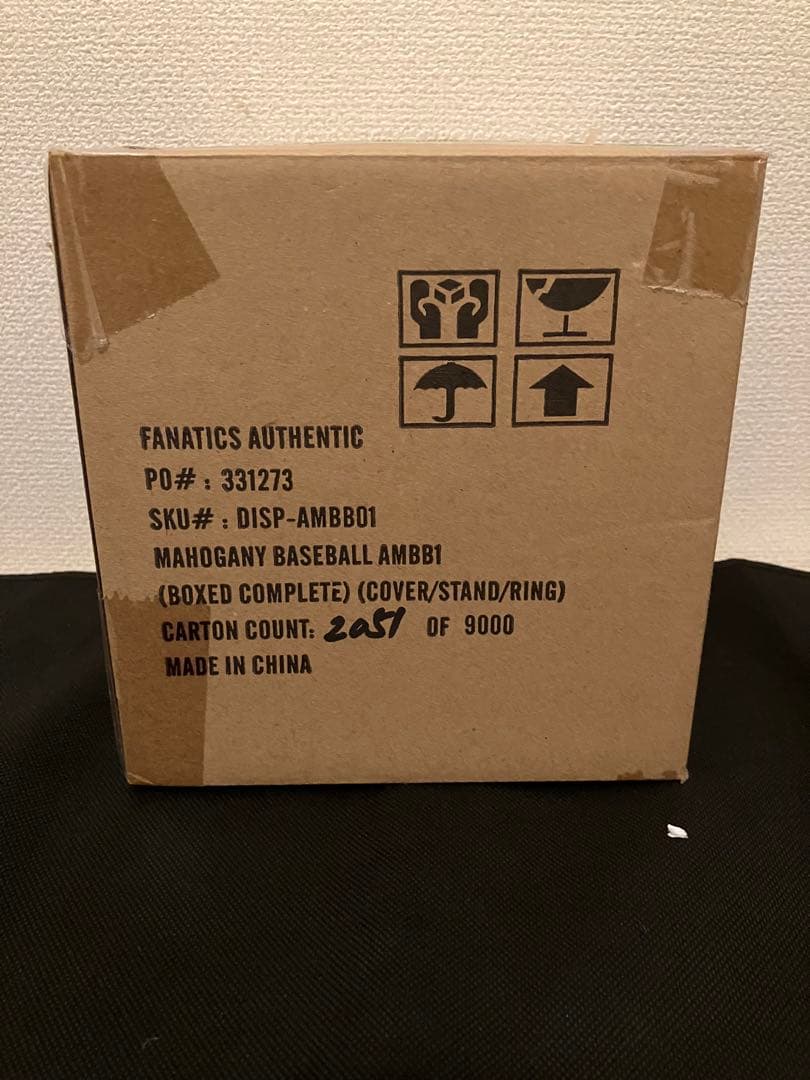 FANATICS AUTHENTIC
PO# : 331273
SKU# : DISP-AMBB01
MAHOGANY BASEBALL AMBB1
(BOXED COMPLETE) (COVER/STAND/RING)
CARTON COUNT: 2051 OF 9000
MADE IN CHINA